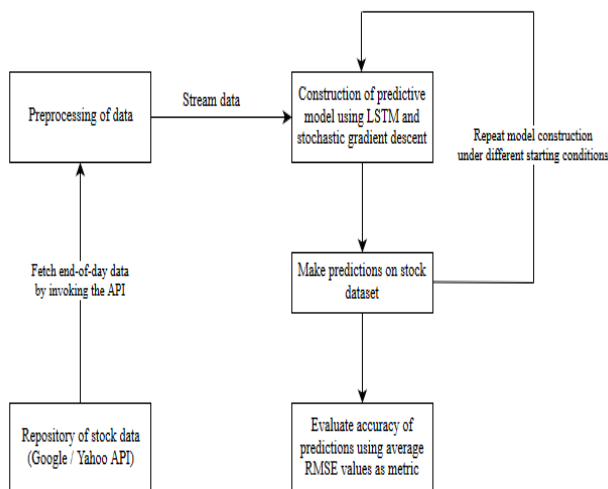 Preprocessing of data
Stream data
Construction of predictive
model using LSTM and
stochastic gradient descent
Repeat model construction
under different starting conditions
Fetch end-of-day data
by invoking the API
Make predictions on stock
dataset
Repository of stock data
(Google / Yahoo API)
Evaluate accuracy of
predictions using average
RMSE values as metric